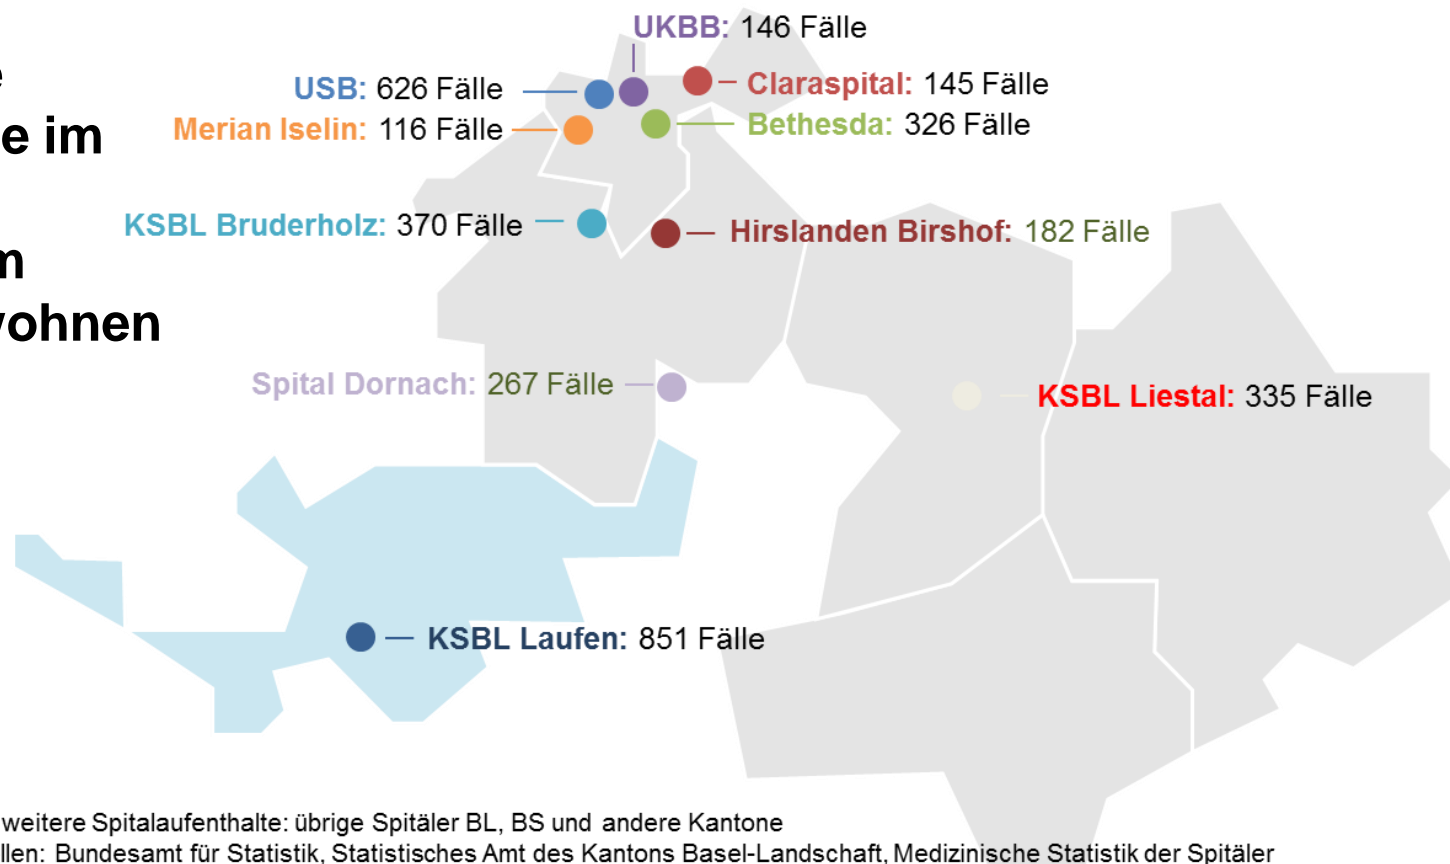 UKBB: 146 Fälle
USB: 626 Fälle
Claraspital: 145 Fälle
Merian Iselin: 116 Fälle
Bethesda: 326 Fälle
e im
KSBL Bruderholz: 370 Fälle
Hirslanden Birshof: 182 Fälle
wohnen
Spital Dornach: 267 Fälle
KSBL Liestal: 335 Fälle
KSBL Laufen: 851 Fälle
weitere Spitalaufenthalte: übrige Spitäler BL, BS und andere Kantone
llen: Bundesamt für Statistik, Statistisches Amt des Kantons Basel-Landschaft, Medizinische Statistik der Spitäler